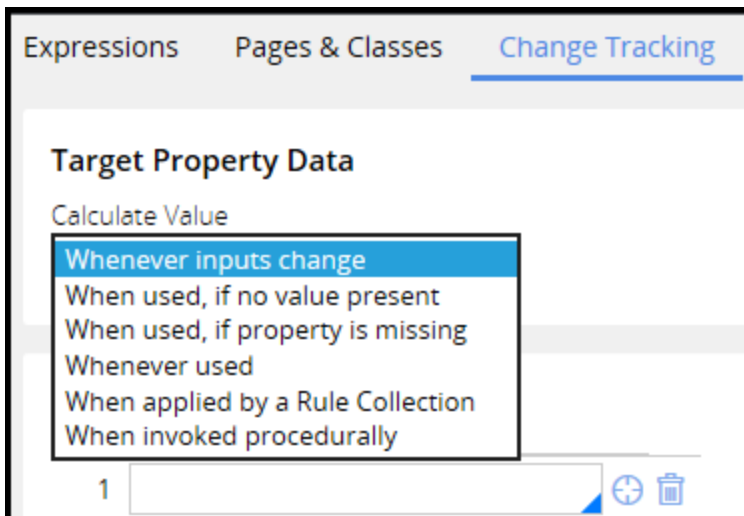 Expressions Pages & Classes Change Tracking
Target Property Data
Calculate Value
Whenever inputs change
When used, if no value present
When used, if property is missing
Whenever used
When applied by a Rule Collection
When invoked procedurally
1